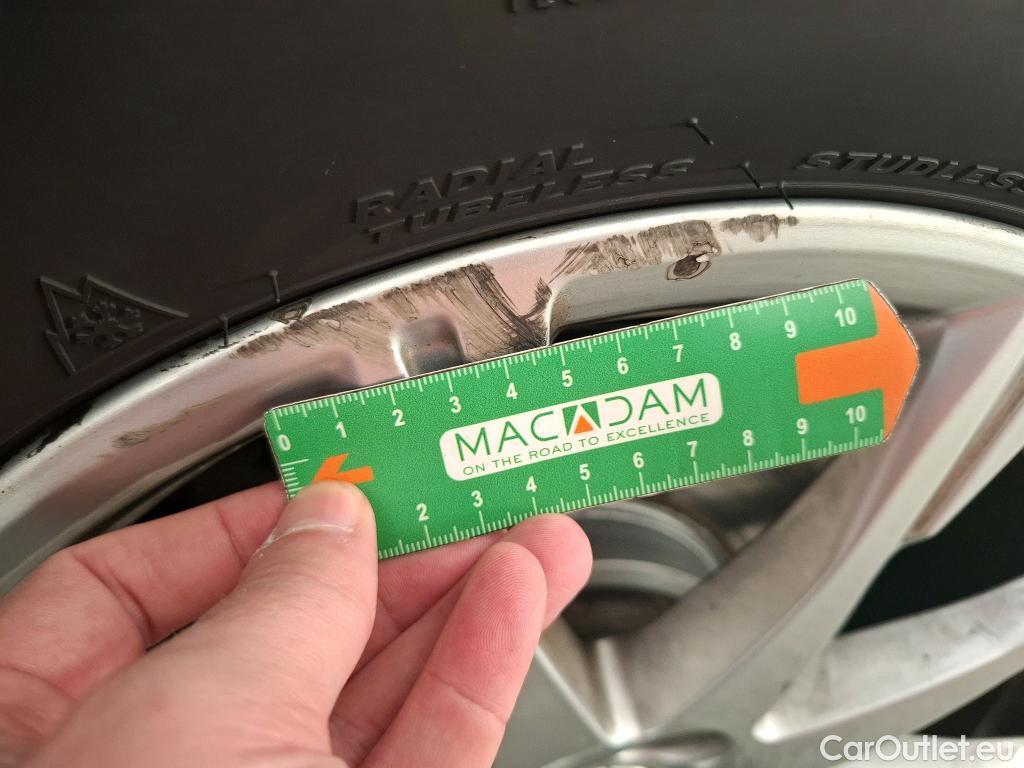 RADIAL
TUBELESS
STUDLESS
0 1 2 3 4 5 6 7 8 9 10
MACADAM
ON THE ROAD TO EXCELLENCE
2 3 4 5 6 7 8 9 10
CarOutlet.eu